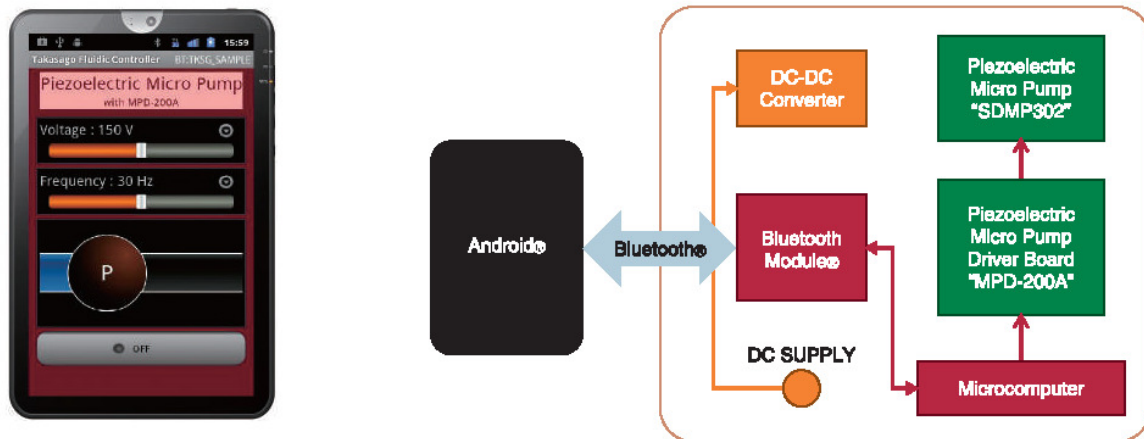 15:59
Takasago Fluidic Controller BT:TKSG_SAMPLE
Piezoelectric Micro Pump
with MPD-200A
Voltage : 150 V
Frequency : 30 Hz
P
OFF
Android®
Bluetooth®
DC-DC
Converter
Bluetooth
Module®
DC SUPPLY
Piezoelectric
Micro Pump
"SDMP302"
Piezoelectric
Micro Pump
Driver Board
"MPD-200A"
Microcomputer